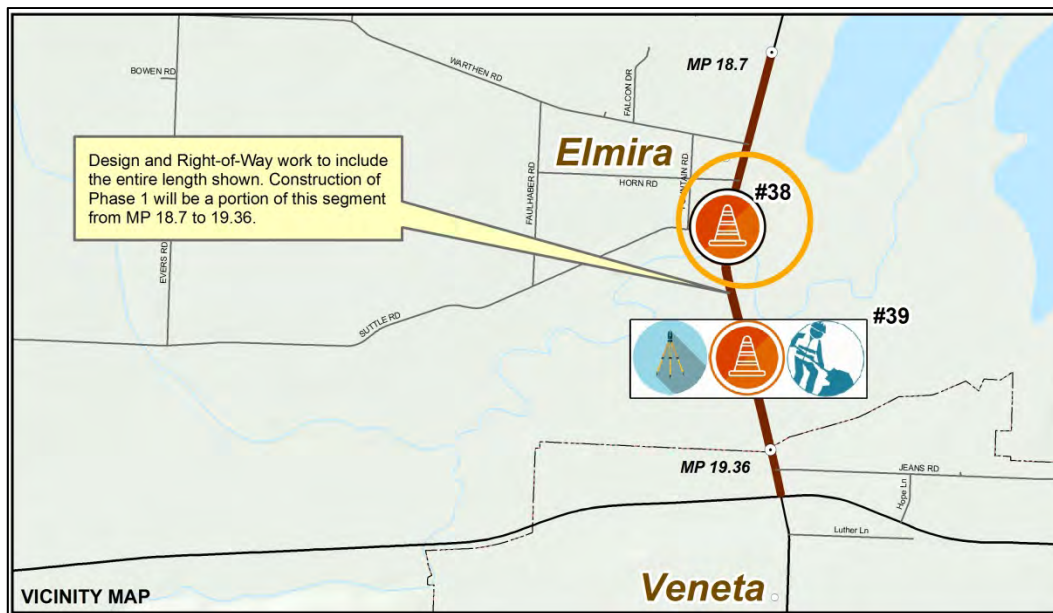 MP 18.7
BOWEN RD
WARTHEN RD
FALCON DR
Elmira
Design and Right-of-Way work to include
the entire length shown. Construction of
Phase 1 will be a portion of this segment
from MP 18.7 to 19.36.
FAULHABER RD
HORN RD
#38
EVERS RD
SUTTLE RD
#39
MP 19.36
JEANS RD
Hope Ln
Luther Ln
VICINITY MAP
Veneta